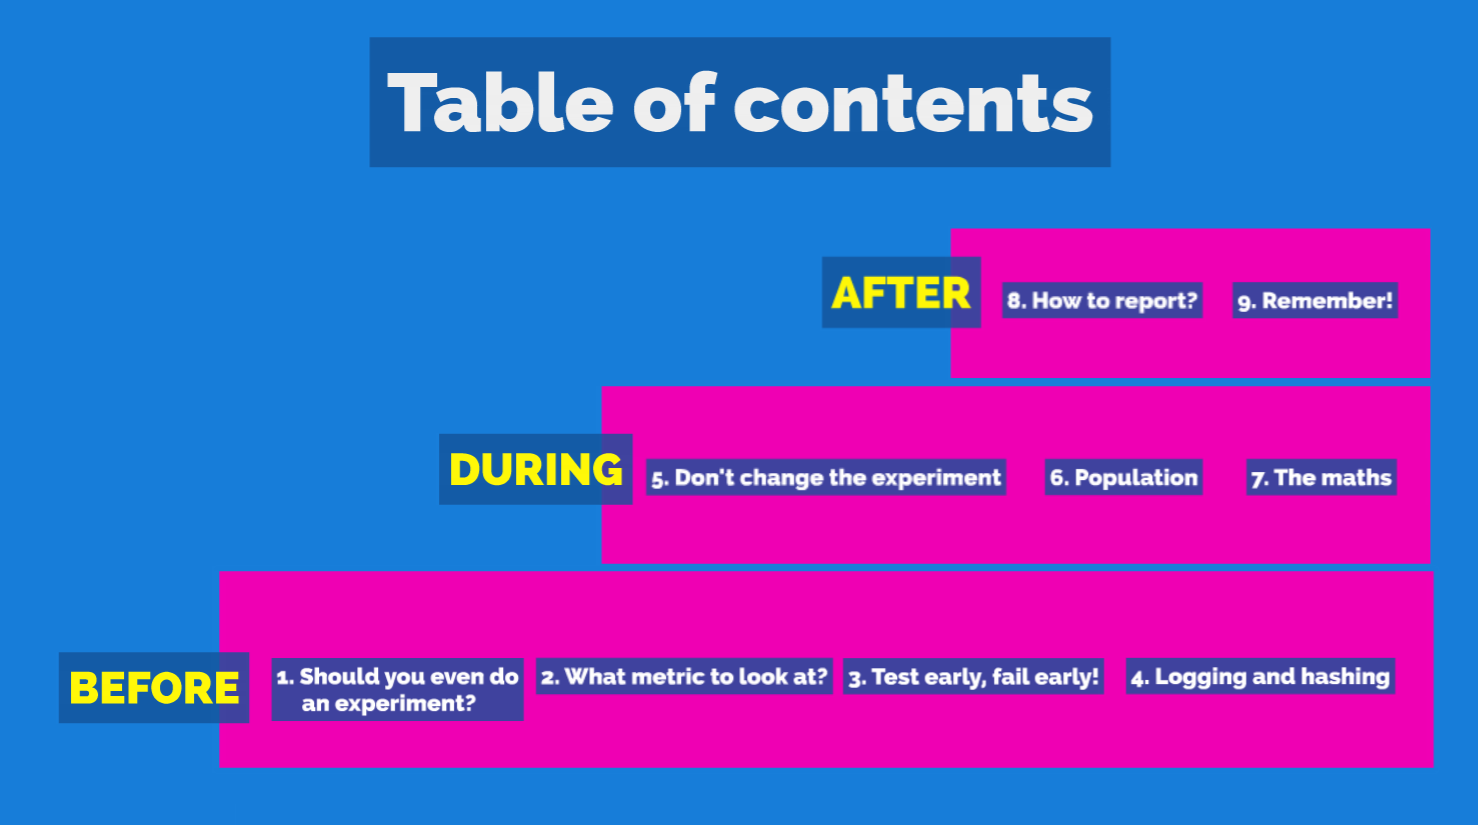 Table of contents
AFTER
8. How to report?
9. Remember!
DURING
5. Don't change the experiment
6. Population
7. The maths
BEFORE
1. Should you even do
an experiment?
2. What metric to look at?
3. Test early, fail early!
4. Logging and hashing